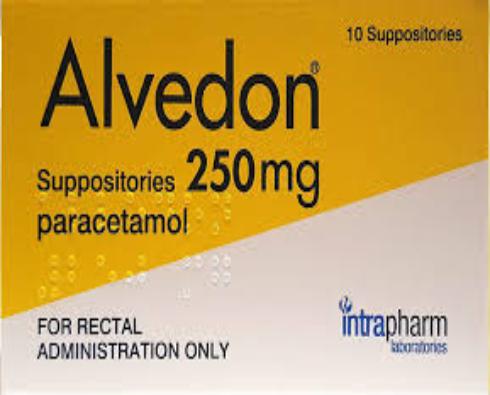 10 Suppositories
Alvedon®
Suppositories 250mg
paracetamol
FOR RECTAL
ADMINISTRATION ONLY
intrapharm
laboratories